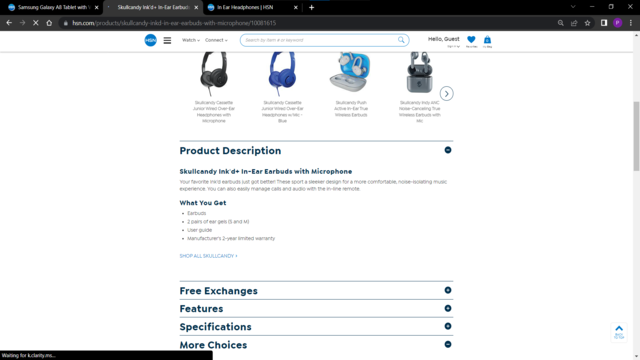 Samsung Galaxy A8 Tablet with V
Skullcandy Ink'd+ In-Ear Earbuds
In Ear Headphones | HSN
hsn.com/products/skullcandy-inkd-in-ear-earbuds-with-microphone/10081615
HSN
Watch
Connect
Search by item # or keyword
Hello, Guest
Skullcandy Cassette
Junior Wired Over-Ear
Headphones with
Microphone
Skullcandy Cassette
Junior Wired Over-Ear
Headphones w/Mic -
Blue
Skullcandy Push
Active In-Ear True
Wireless Earbuds
Skullcandy Indy ANC
Noise-Canceling True
Wireless Earbuds with
Mic
Product Description
Skullcandy Ink'd+ In-Ear Earbuds with Microphone
Your favorite Ink'd earbuds just got better! These sport a sleeker design for a more comfortable, noise-isolating music
experience. You can also easily manage calls and audio with the in-line remote.
What You Get
Earbuds
2 pairs of ear gels (S and M)
User guide
Manufacturer's 2-year limited warranty
SHOP ALL SKULLCANDY >
Free Exchanges
Features
Specifications
More Choices
BACK
TO TOP
Waiting for k.clarity.ms...